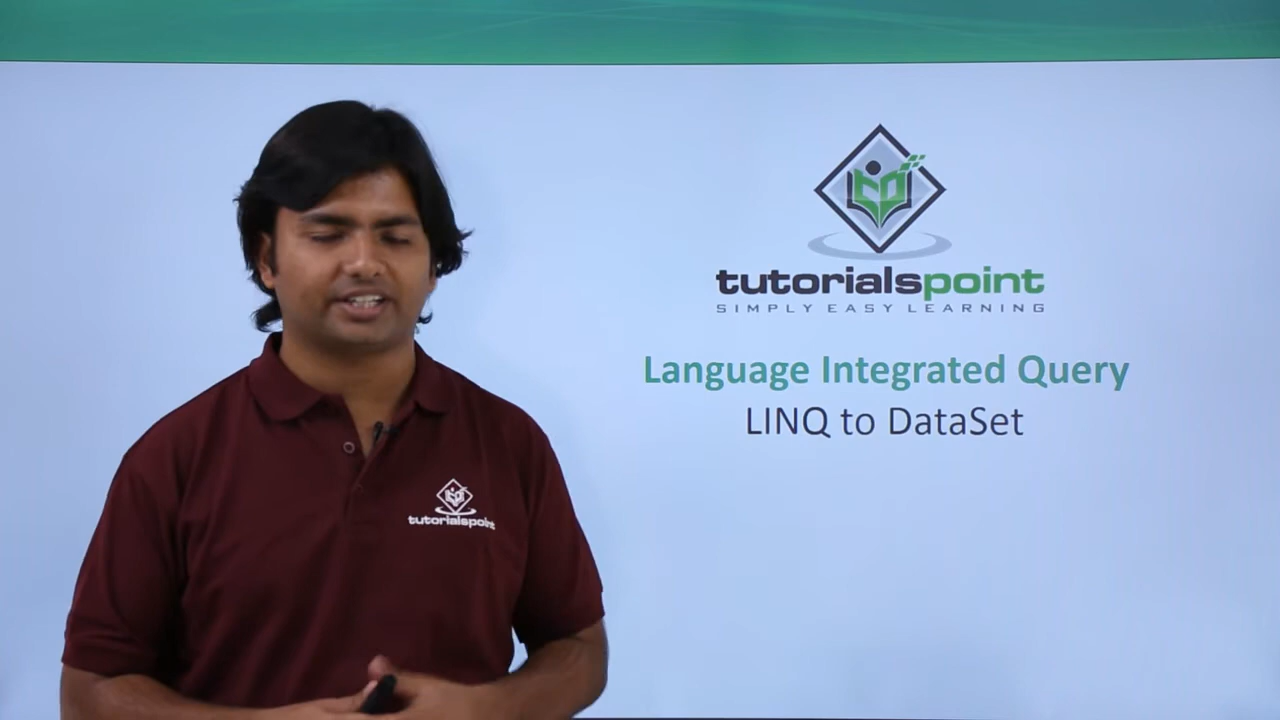 tutorialspoint
SIMPLY EASY LEARNING
Language Integrated Query
LINQ to DataSet
tutorialspoint